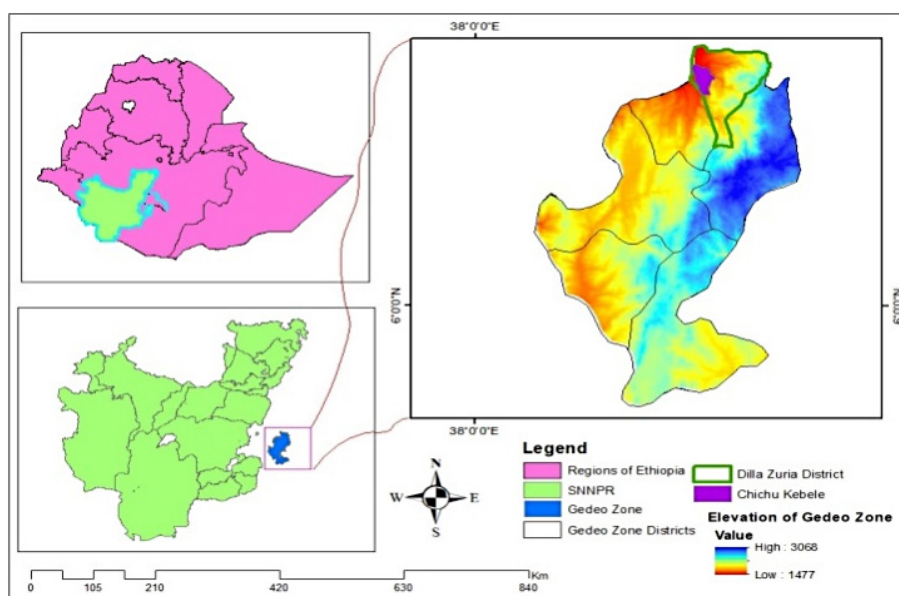 38°0'0"E
6°0'0"N
6°0'0"N
38°0'0"E
Legend
Regions of Ethiopia
SNNPR
Gedeo Zone
Gedeo Zone Districts
Dilla Zuria District
Chichu Kebele
Elevation of Gedeo Zone
Value
High : 3068
Low : 1477
N
W
E
S
Km
0
105
210
420
630
840